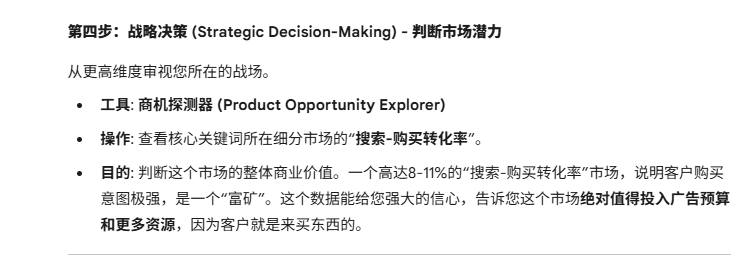 第四步：战略决策 (Strategic Decision-Making) - 判断市场潜力
从更高维度审视您所在的战场。
• 工具: 商机探测器 (Product Opportunity Explorer)
• 操作: 查看核心关键词所在细分市场的“搜索-购买转化率”。
• 目的: 判断这个市场的整体商业价值。一个高达8-11%的“搜索-购买转化率”市场，说明客户购买
意图极强，是一个“富矿”。这个数据能给您强大的信心，告诉您这个市场绝对值得投入广告预算
和更多资源，因为客户就是来买东西的。